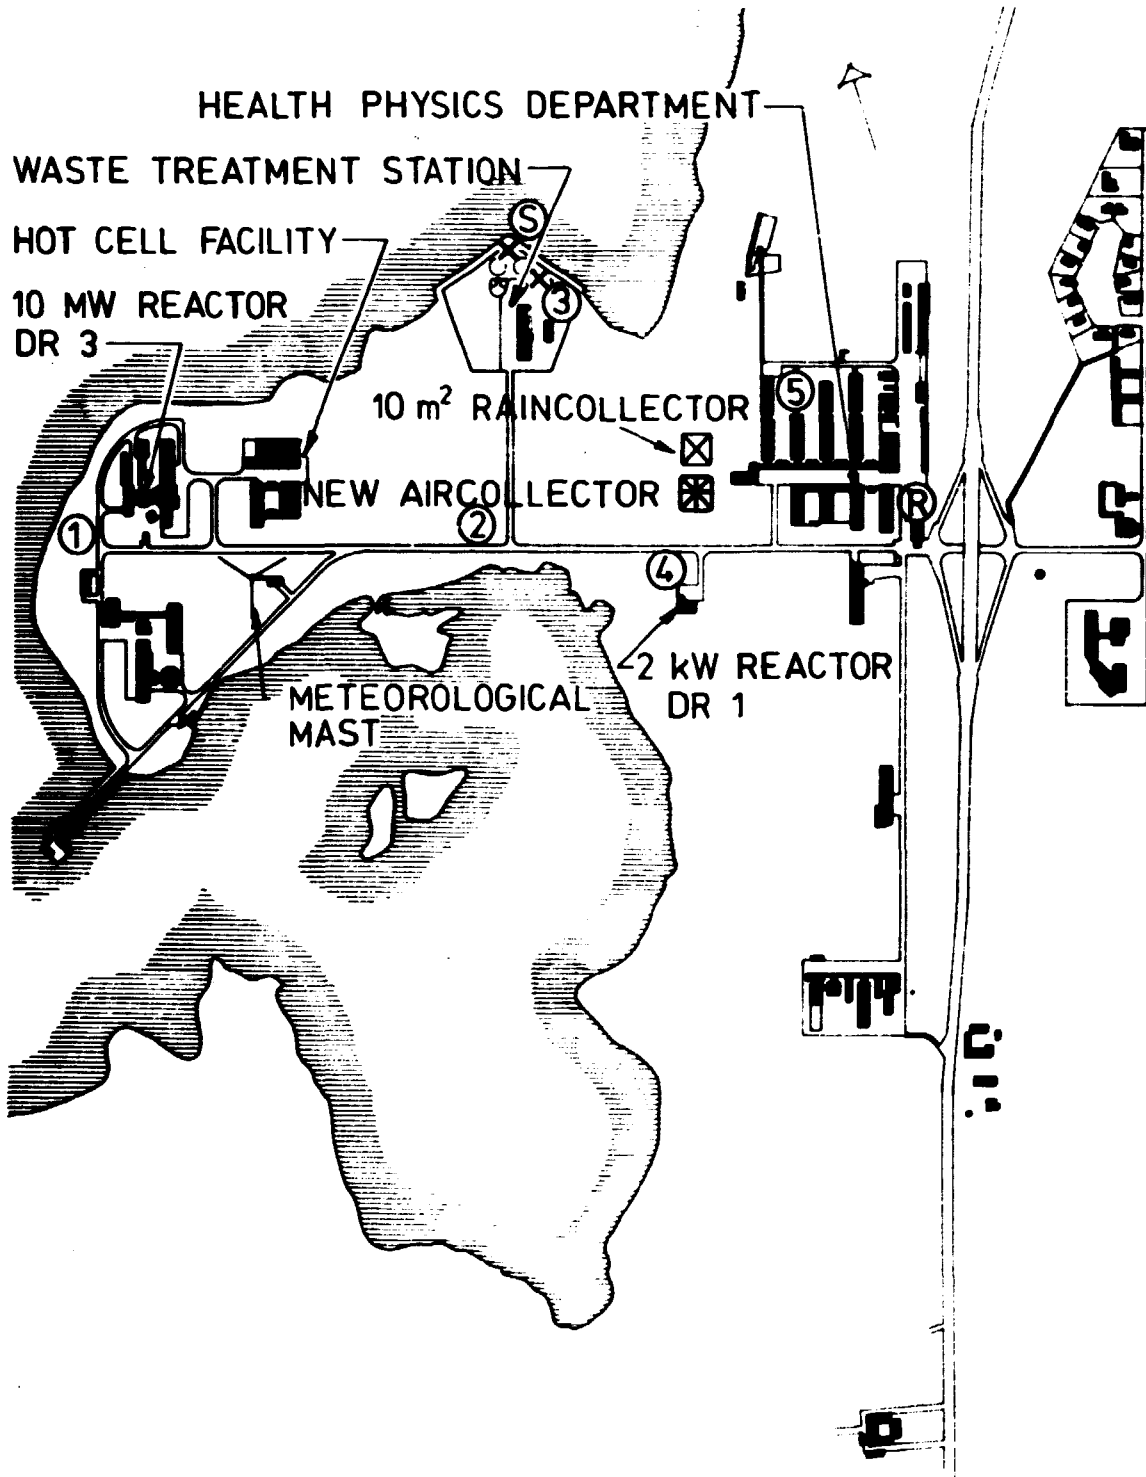 HEALTH PHYSICS DEPARTMENT
WASTE TREATMENT STATION
S
HOT CELL FACILITY
3
10 MW REACTOR
DR 3
5
10 m² RAINCOLLECTOR
NEW AIRCOLLECTOR
R
1
2
4
2 kW REACTOR
DR 1
METEOROLOGICAL
MAST